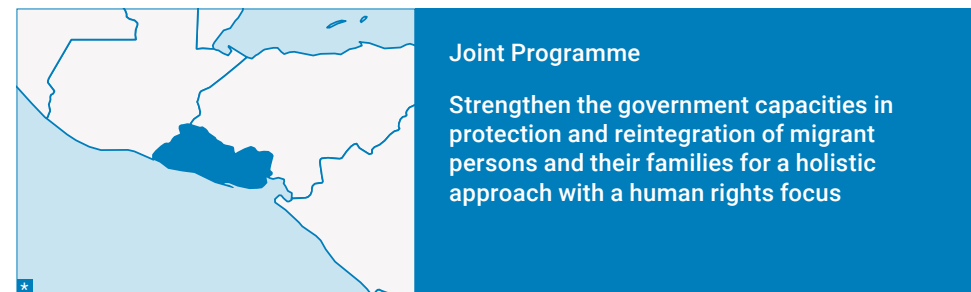 Joint Programme
Strengthen the government capacities in
protection and reintegration of migrant
persons and their families for a holistic
approach with a human rights focus
*